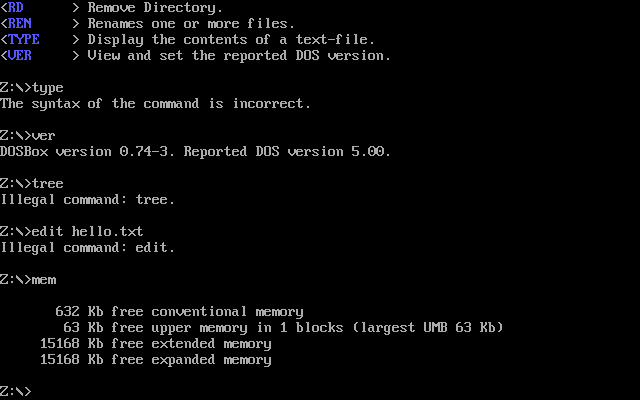 <RD      > Remove Directory.
<REN     > Renames one or more files.
<TYPE    > Display the contents of a text-file.
<VER     > View and set the reported DOS version.
Z:\>type
The syntax of the command is incorrect.
Z:\>ver
DOSBox version 0.74-3. Reported DOS version 5.00.
Z:\>tree
Illegal command: tree.
Z:\>edit hello.txt
Illegal command: edit.
Z:\>mem
632 Kb free conventional memory
63 Kb free upper memory in 1 blocks (largest UMB 63 Kb)
15168 Kb free extended memory
15168 Kb free expanded memory
Z:\>